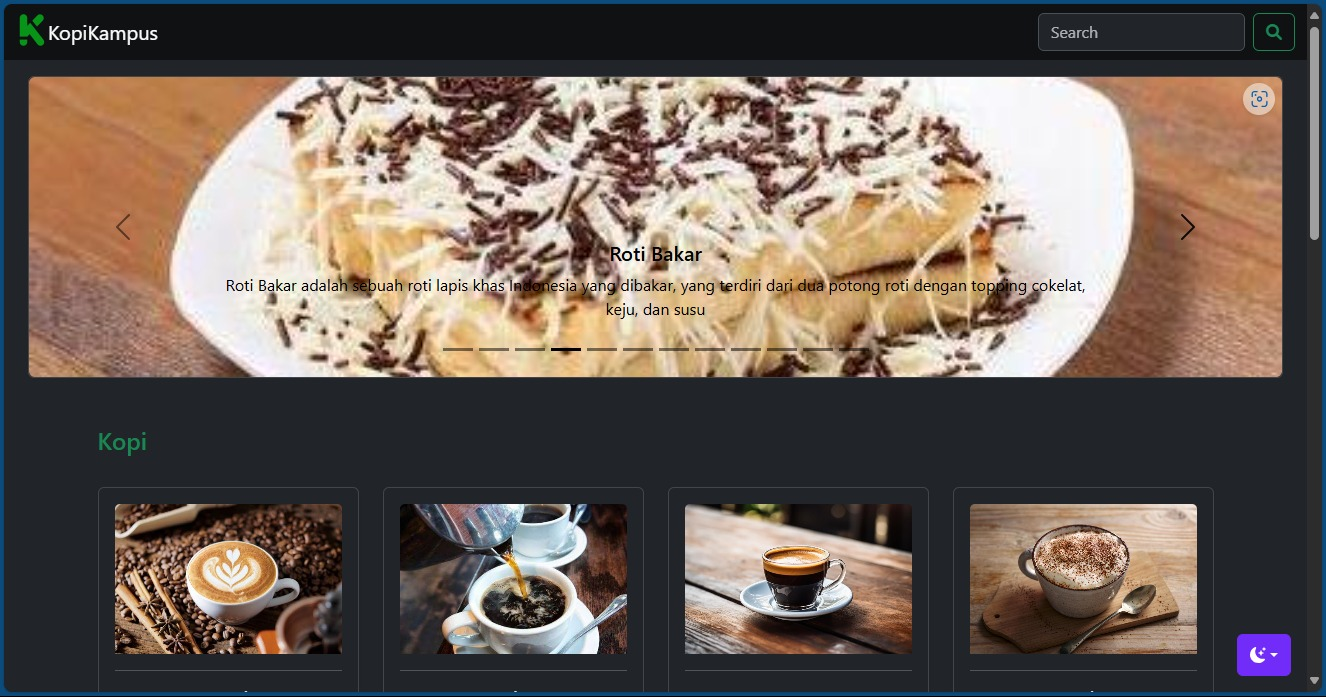 KopiKampus
Search
Roti Bakar
Roti Bakar adalah sebuah roti lapis khas Indonesia yang dibakar, yang terdiri dari dua potong roti dengan topping cokelat,
keju, dan susu
Kopi